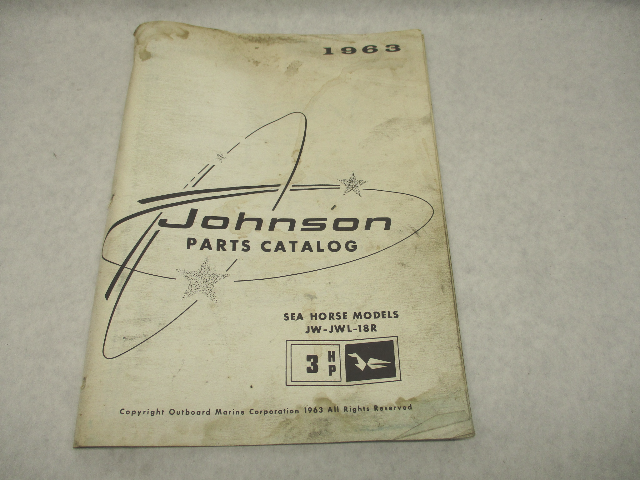 1963
Johnson
PARTS CATALOG
SEA HORSE MODELS
JW-JWL-18R
3 HP
Copyright Outboard Marine Corporation 1963 All Rights Reserved